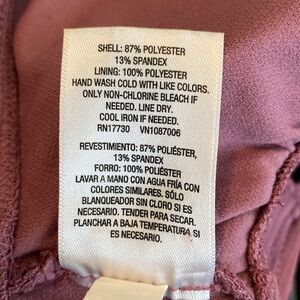 SHELL: 87% POLYESTER
13% SPANDEX
LINING: 100% POLYESTER
HAND WASH COLD WITH LIKE COLORS.
ONLY NON-CHLORINE BLEACH IF
NEEDED. LINE DRY.
COOL IRON IF NEEDED.
RN17730 VN1087006
REVESTIMIENTO: 87% POLIÉSTER,
13% SPANDEX
FORRO: 100% POLIÉSTER
LAVAR A MANO CON AGUA FRÍA CON
COLORES SIMILARES. SÓLO
BLANQUEADOR SIN CLORO SI ES
NECESARIO. TENDER PARA SECAR.
PLANCHAR A BAJA TEMPERATURA SI
ES NECESARIO.